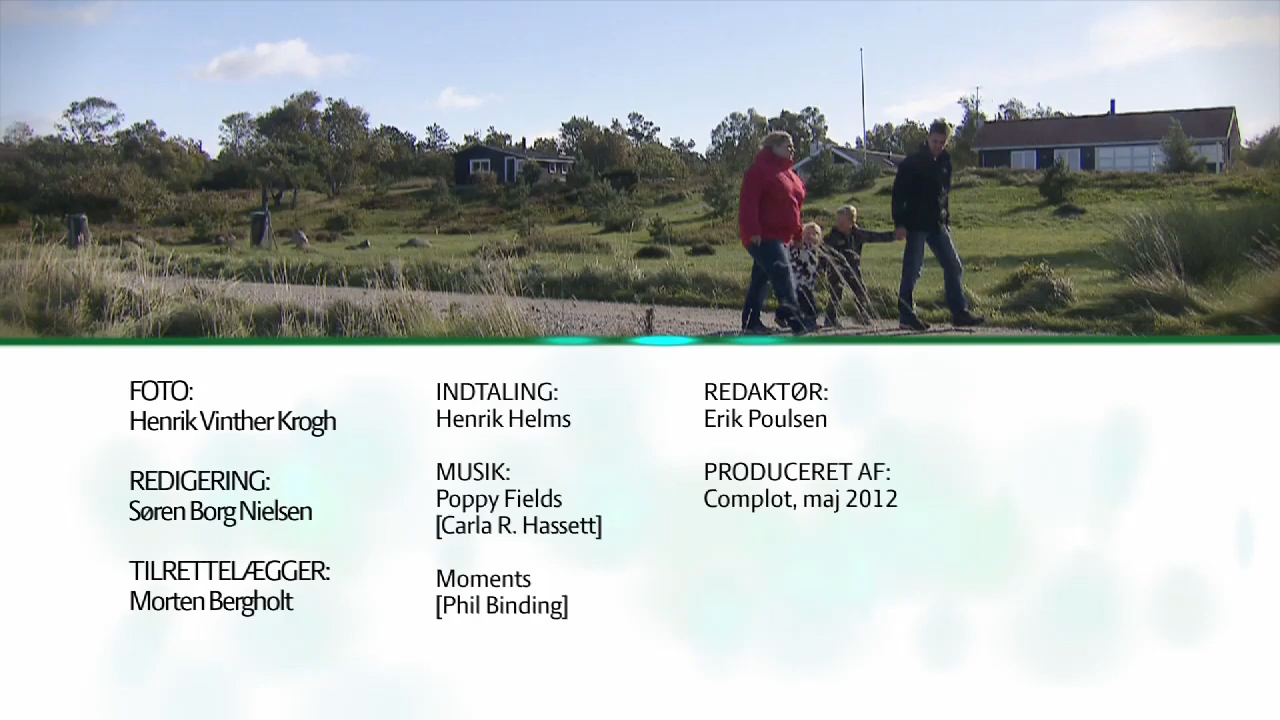 FOTO:
Henrik Vinther Krogh
REDIGERING:
Søren Borg Nielsen
TILRETTELÆGGER:
Morten Bergholt
INDTALING:
Henrik Helms
MUSIK:
Poppy Fields
[Carla R. Hassett]
Moments
[Phil Binding]
REDAKTØR:
Erik Poulsen
PRODUCERET AF:
Complot, maj 2012